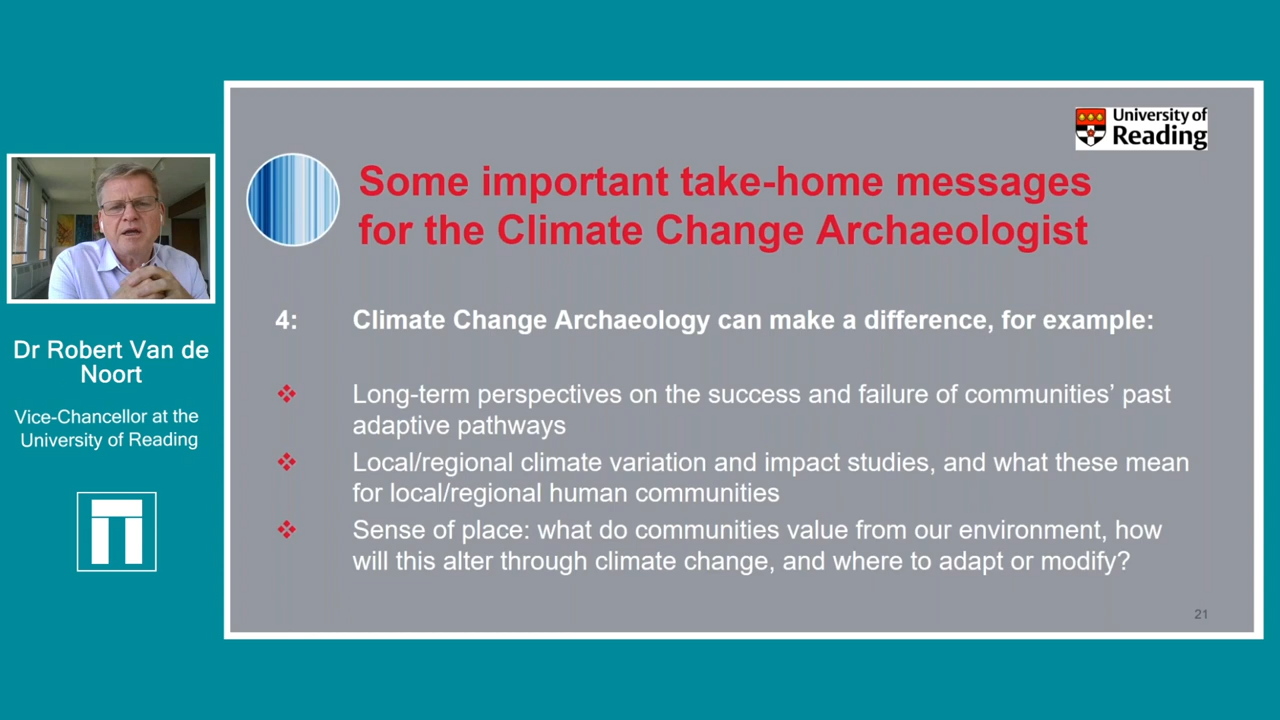 University of
Reading
Some important take-home messages
for the Climate Change Archaeologist
4: Climate Change Archaeology can make a difference, for example:
Long-term perspectives on the success and failure of communities’ past
adaptive pathways
Local/regional climate variation and impact studies, and what these mean
for local/regional human communities
Sense of place: what do communities value from our environment, how
will this alter through climate change, and where to adapt or modify?
21
Dr Robert Van de
Noort
Vice-Chancellor at the
University of Reading